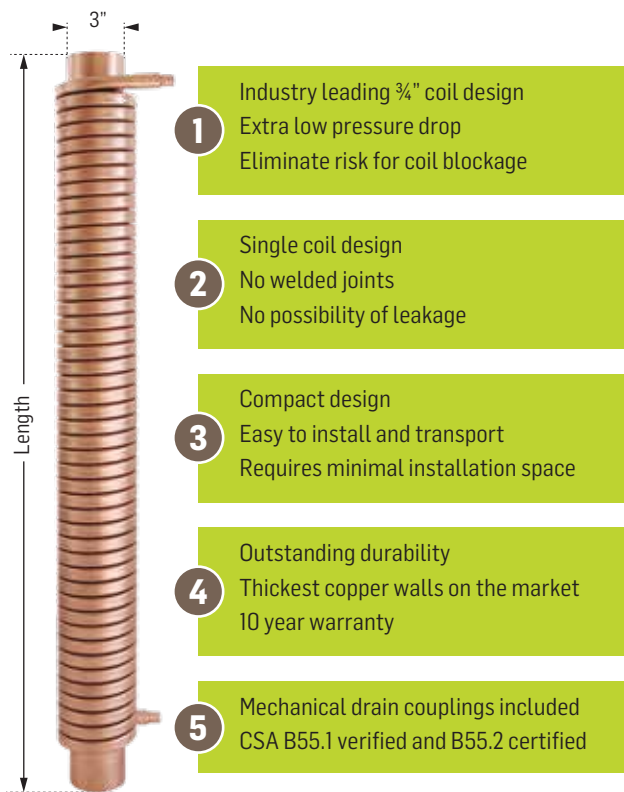 3”
Length
1
Industry leading ¾" coil design
Extra low pressure drop
Eliminate risk for coil blockage
2
Single coil design
No welded joints
No possibility of leakage
3
Compact design
Easy to install and transport
Requires minimal installation space
4
Outstanding durability
Thickest copper walls on the market
10 year warranty
5
Mechanical drain couplings included
CSA B55.1 verified and B55.2 certified